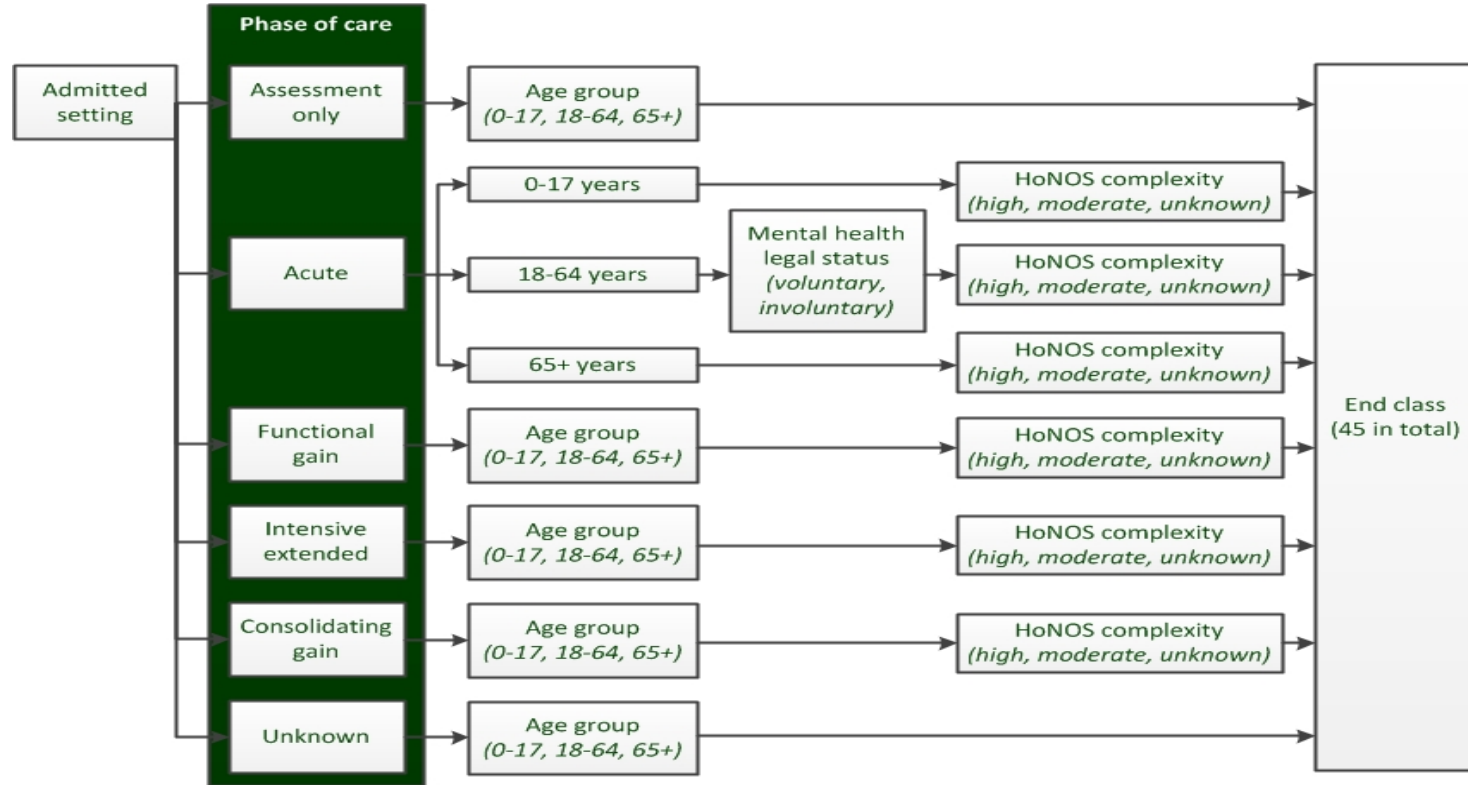 Phase of care
Admitted
setting
Assessment
only
Age group
(0-17, 18-64, 65+)
Acute
0-17 years
HoNOS complexity
(high, moderate, unknown)
18-64 years
Mental health
legal status
(voluntary,
involuntary)
HoNOS complexity
(high, moderate, unknown)
65+ years
HoNOS complexity
(high, moderate, unknown)
Functional
gain
Age group
(0-17, 18-64, 65+)
HoNOS complexity
(high, moderate, unknown)
Intensive
extended
Age group
(0-17, 18-64, 65+)
HoNOS complexity
(high, moderate, unknown)
Consolidating
gain
Age group
(0-17, 18-64, 65+)
HoNOS complexity
(high, moderate, unknown)
Unknown
Age group
(0-17, 18-64, 65+)
End class
(45 in total)